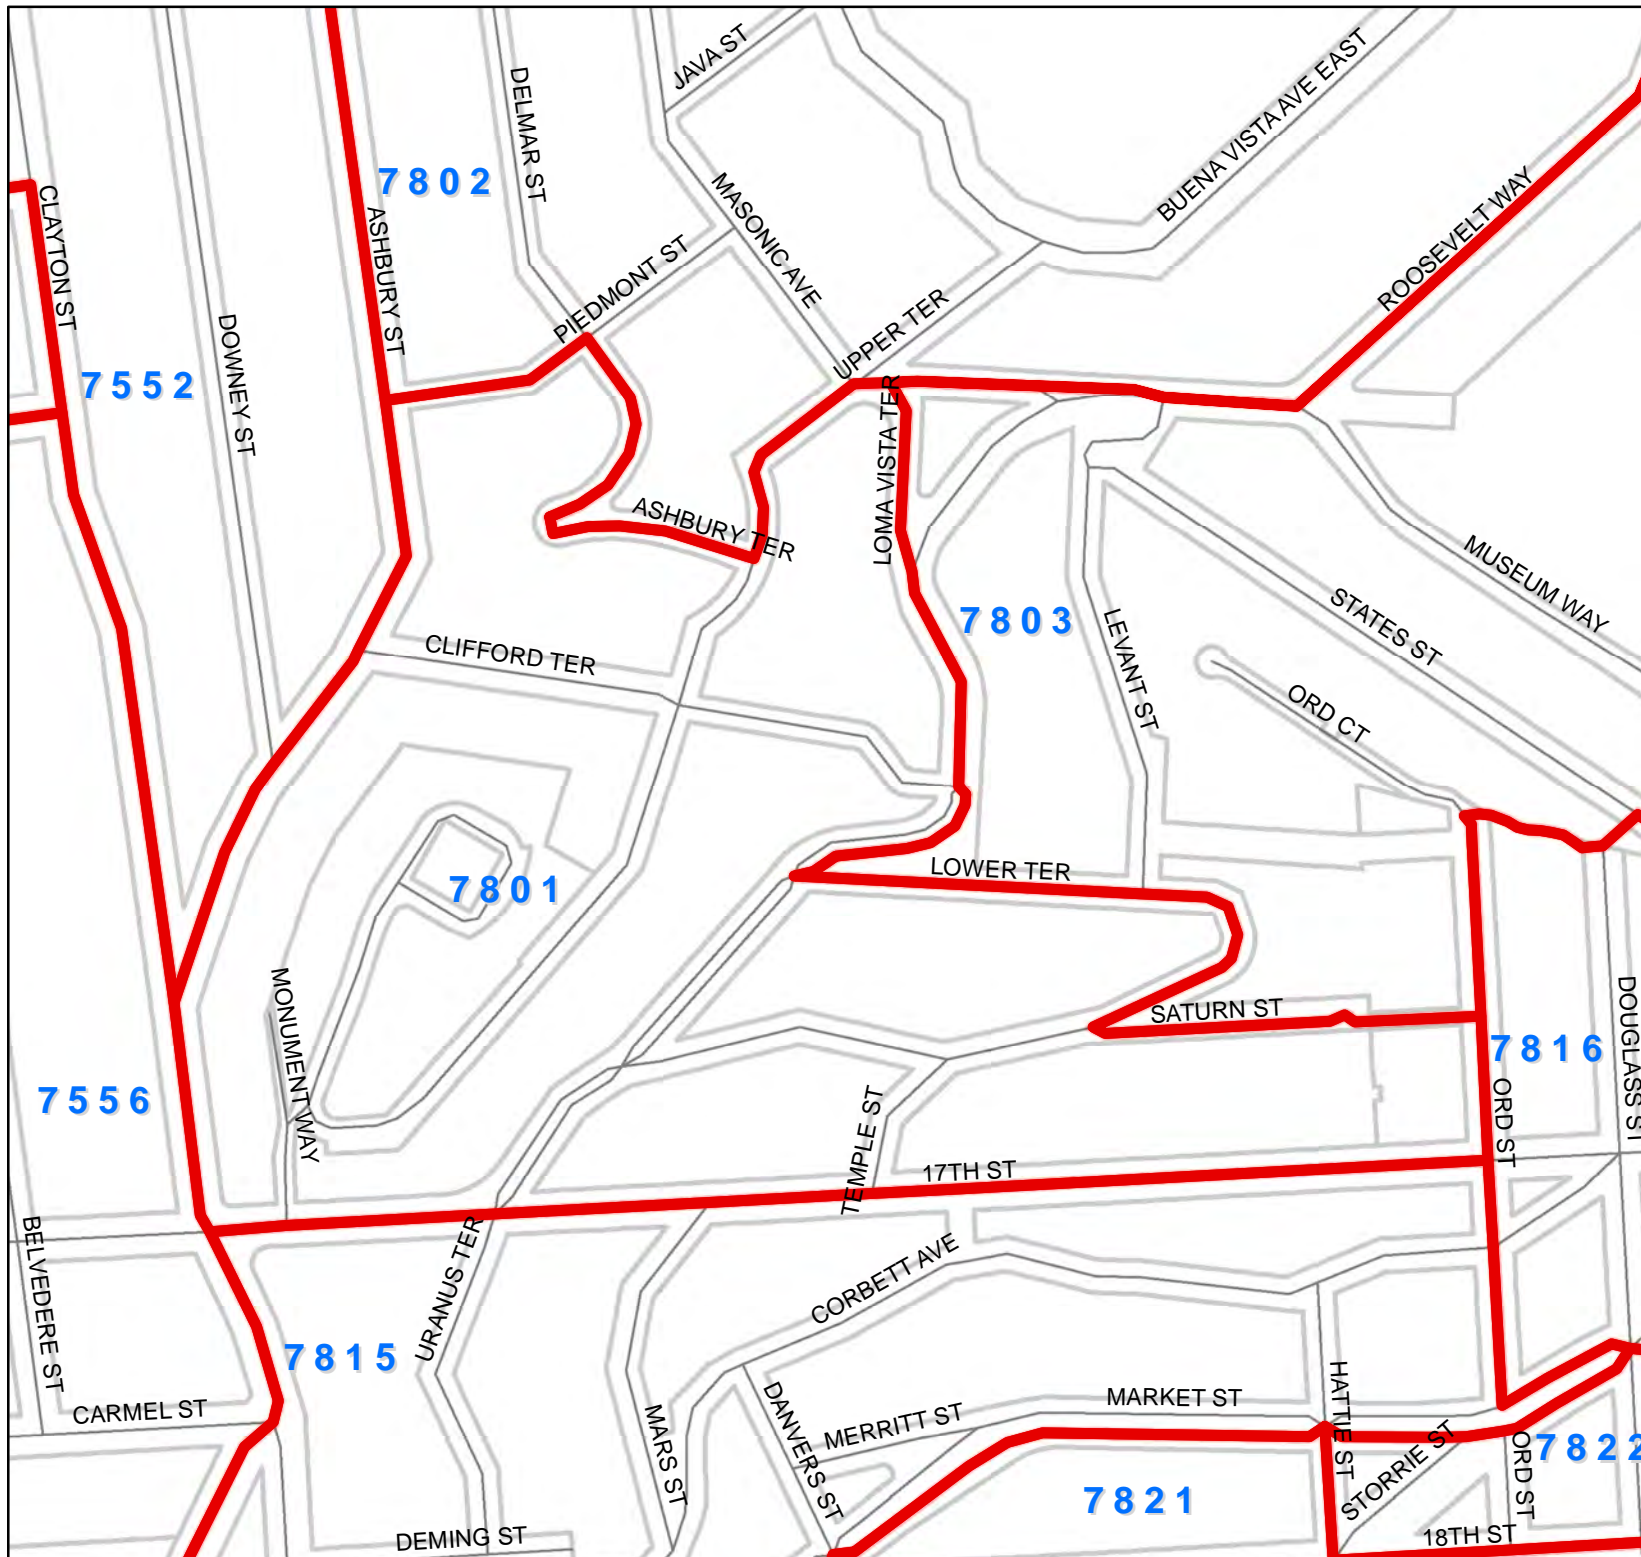 JAVA ST
DELMAR ST
BUENA VISTA AVE EAST
7802
MASONIC AVE
CLAYTON ST
ASHBURY ST
PIEDMONT ST
ROOSEVELT WAY
UPPER TER
DOWNEY ST
7552
LOMA VISTA TER
ASHBURY TER
MUSEUM WAY
STATES ST
7803
LEVANT ST
CLIFFORD TER
ORD CT
LOWER TER
7801
MONUMENT WAY
SATURN ST
DOUGLASS ST
7816
7556
ORD ST
TEMPLE ST
17TH ST
BELVEDERE ST
URANUS TER
CORBETT AVE
7815
HATTIE ST
MARKET ST
DANVERS ST
CARMEL ST
MERRITT ST
MARS ST
STORRIE ST
ORD ST
7822
7821
DEMING ST
18TH ST